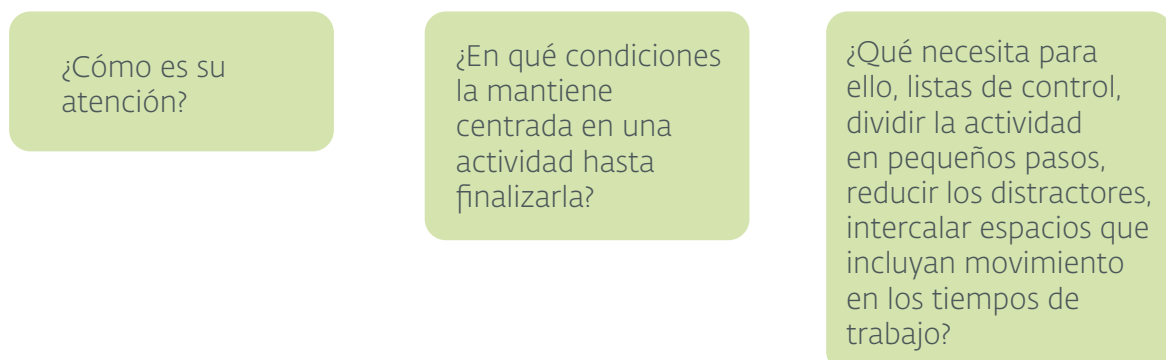 ¿Cómo es su
atención?
¿En qué condiciones
la mantiene
centrada en una
actividad hasta
finalizarla?
¿Qué necesita para
ello, listas de control,
dividir la actividad
en pequeños pasos,
reducir los distractores,
intercalar espacios que
incluyan movimiento
en los tiempos de
trabajo?